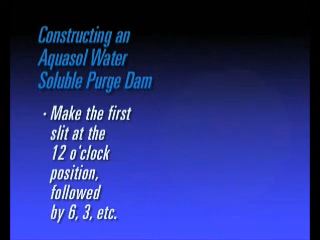 Constructing an
Aquasol Water
Soluble Purge Dam
· Make the first
slit at the
12 o'clock
position,
followed
by 6, 3, etc.